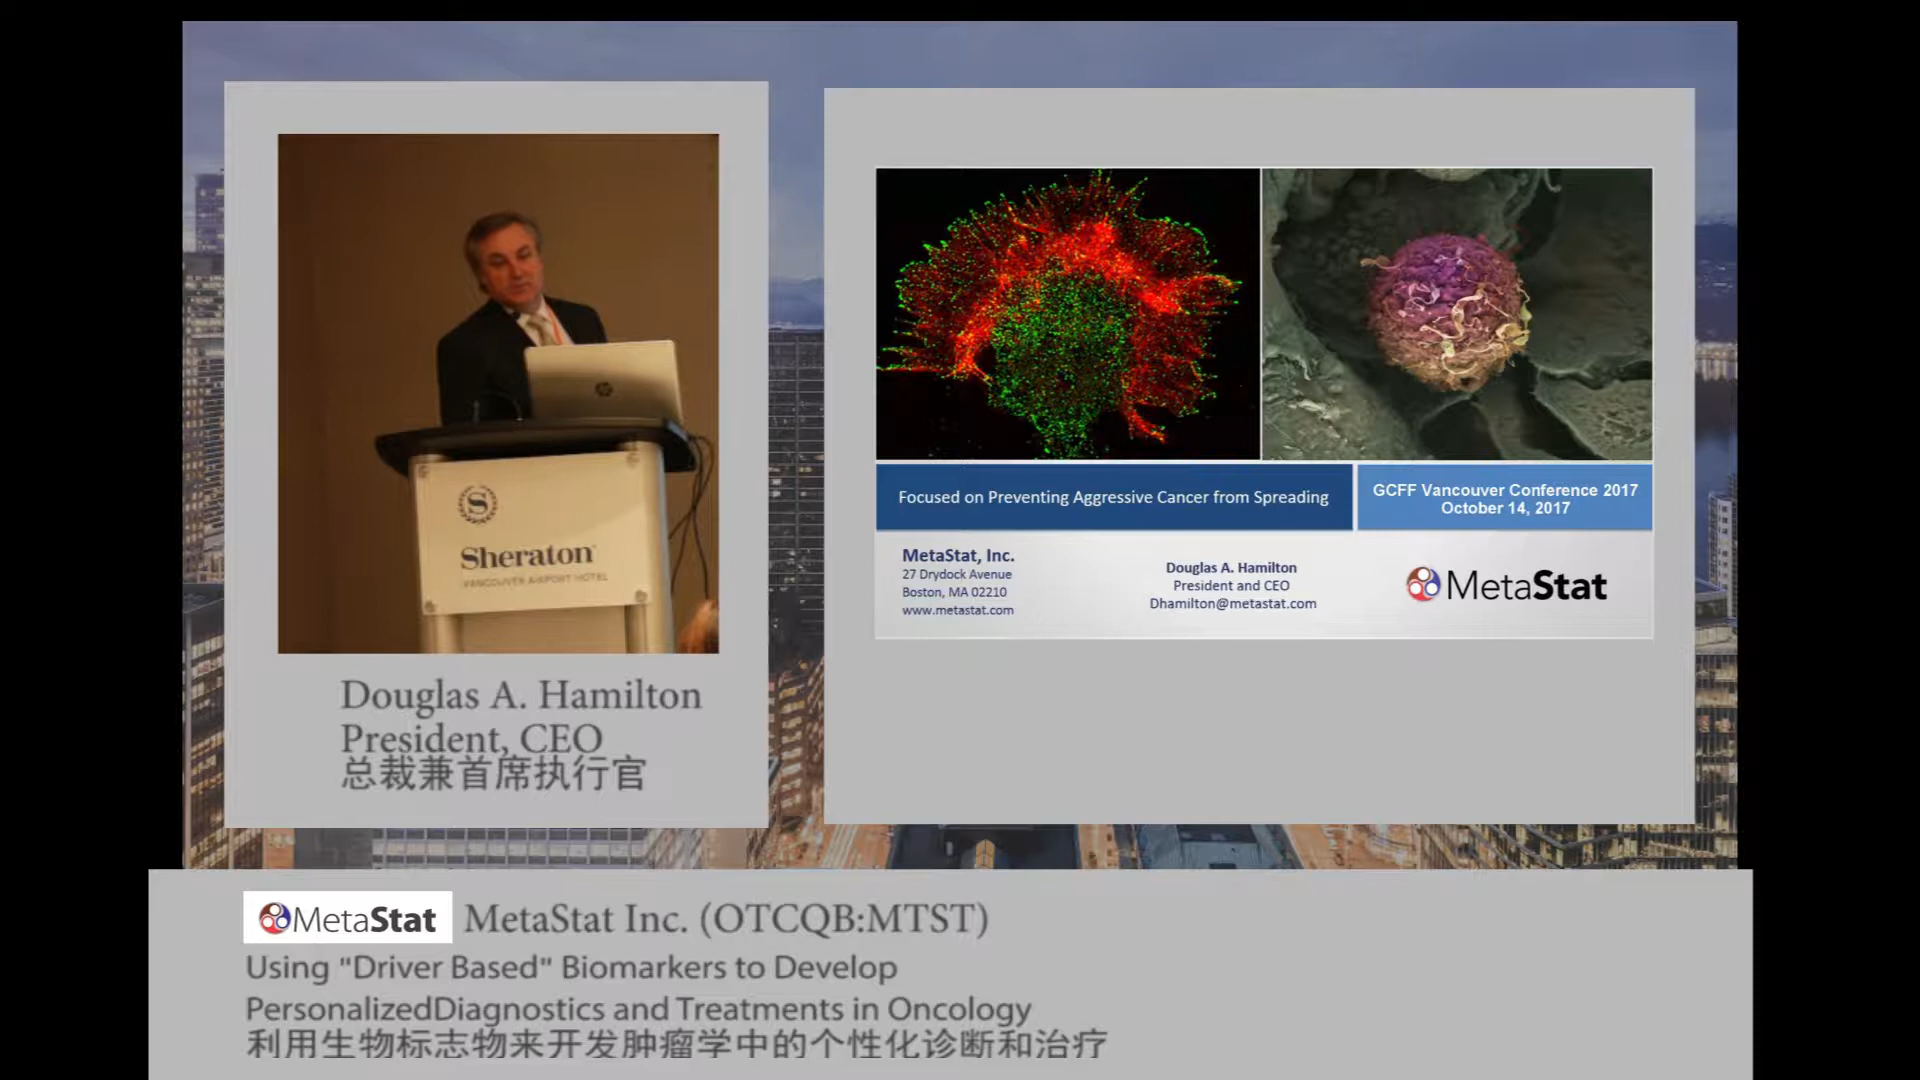 S
Sheraton
VANCOUVER AIRPORT HOTEL
Douglas A. Hamilton
President, CEO
总裁兼首席执行官
Focused on Preventing Aggressive Cancer from Spreading
GCFF Vancouver Conference 2017
October 14, 2017
MetaStat, Inc.
27 Drydock Avenue
Boston, MA 02210
www.metastat.com
Douglas A. Hamilton
President and CEO
Dhamilton@metastat.com
MetaStat
MetaStat MetaStat Inc. (OTCQB:MTST)
Using "Driver Based" Biomarkers to Develop
PersonalizedDiagnostics and Treatments in Oncology
利用生物标志物来开发肿瘤学中的个性化诊断和治疗